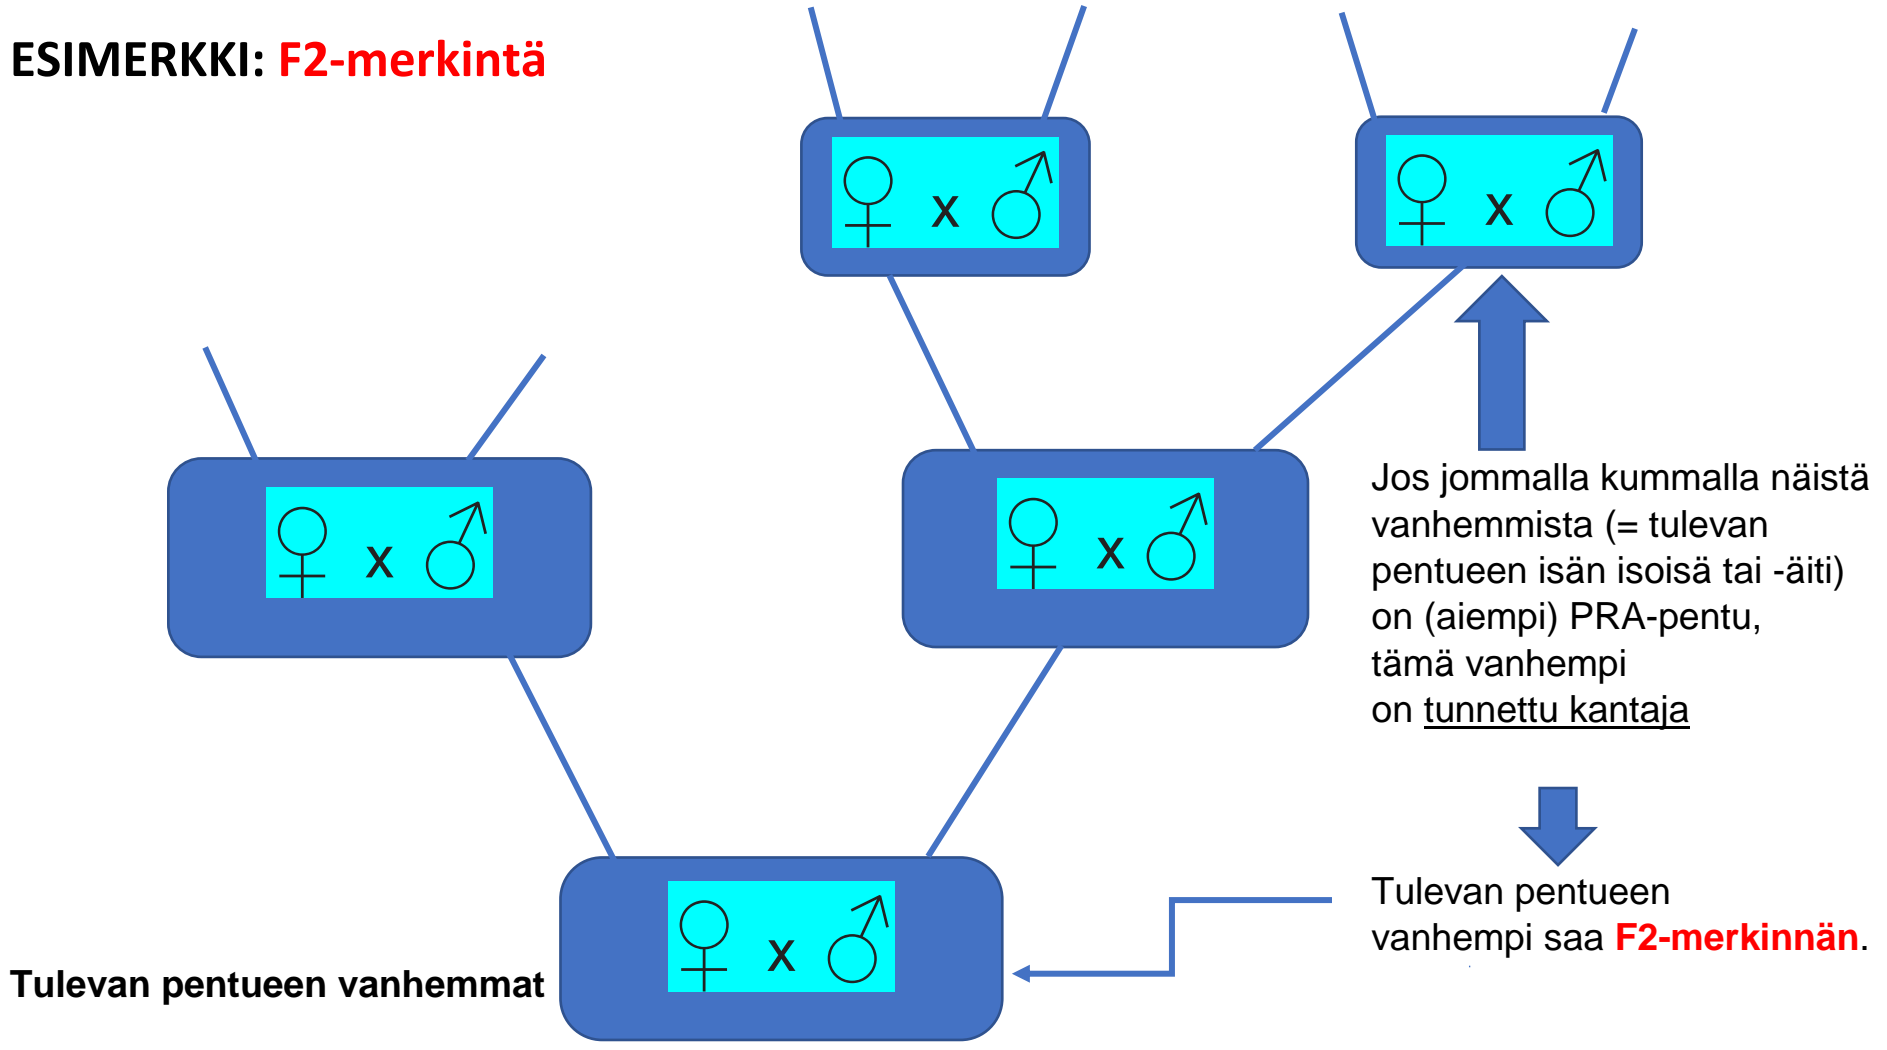 ESIMERKKI: F2-merkintä
x
x
x
x
Jos jommalla kummalla näistä
vanhemmista (= tulevan
pentueen isän isoisä tai -äiti)
on (aiempi) PRA-pentu,
tämä vanhempi
on tunnettu kantaja
Tulevan pentueen
vanhempi saa F2-merkinnän.
x
Tulevan pentueen vanhemmat